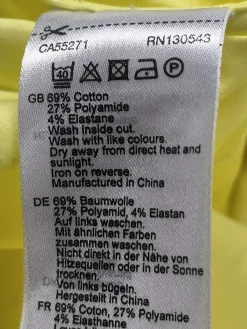 CA55271 RN130543
40 P
GB 69% Cotton
27% Polyamide
4% Elastane
Wash inside out.
Wash with like colours.
Dry away from direct heat and
sunlight.
Iron on reverse.
Manufactured in China
DE 69% Baumwolle
27% Polyamid, 4% Elastan
Auf links waschen.
Mit ähnlichen Farben
zusammen waschen.
Nicht direkt in der Nähe von
Hitzequellen oder in der Sonne
trocknen.
Von links bügeln.
Hergestellt in China
FR 69% Coton, 27% Polyamide
4% Elasthanne